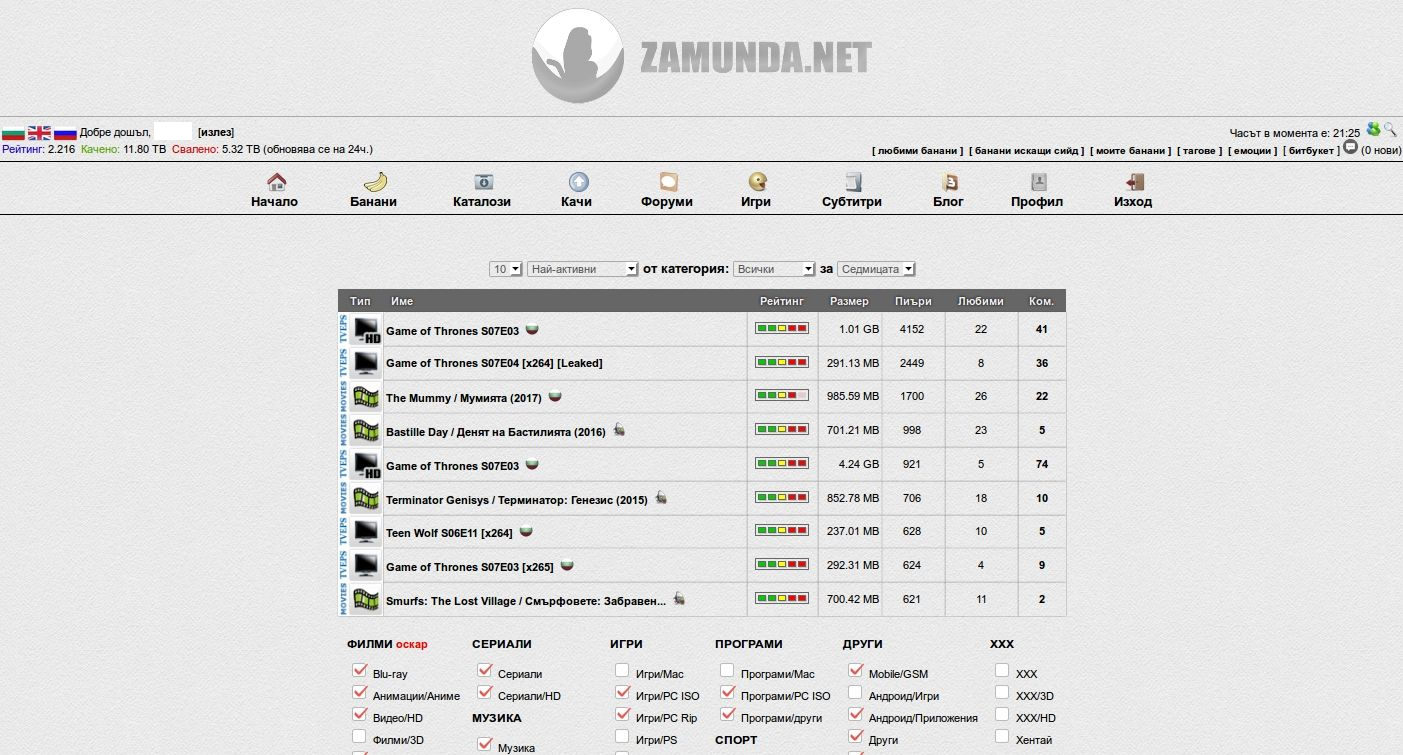 ZAMUNDA.NET
Добре дошъл, [излез]
Часът в момента е: 21:25
Рейтинг: 2.216 Качено: 11.80 TB Свалено: 5.32 TB (обновява се на 24ч.)
[ любими банани ] [ банани искащи сийд ] [ моите банани ] [ тагове ] [ емоции ] [ битбукет ] (0 нови)
Начало Банани Каталози Качи Форуми Игри Субтитри Блог Профил Изход
10 Най-активни от категория: Всички за Седмицата
Тип Име Рейтинг Размер Пиъри Любими Ком.
TVEPS HD Game of Thrones S07E03 1.01 GB 4152 22 41
TVEPS Game of Thrones S07E04 [x264] [Leaked] 291.13 MB 2449 8 36
MOVIES The Mummy / Мумията (2017) 985.59 MB 1700 26 22
MOVIES Bastille Day / Денят на Бастилията (2016) 701.21 MB 998 23 5
TVEPS HD Game of Thrones S07E03 4.24 GB 921 5 74
MOVIES Terminator Genisys / Терминатор: Генезис (2015) 852.78 MB 706 18 10
TVEPS Teen Wolf S06E11 [x264] 237.01 MB 628 10 5
TVEPS Game of Thrones S07E03 [x265] 292.31 MB 624 4 9
MOVIES Smurfs: The Lost Village / Смърфовете: Забравен... 700.42 MB 621 11 2
ФИЛМИ оскар СЕРИАЛИ ИГРИ ПРОГРАМИ ДРУГИ XXX
Blu-ray Сериали Игри/Mac Програми/Mac Mobile/GSM XXX
Анимации/Аниме Сериали/HD Игри/PC ISO Програми/PC ISO Андроид/Игри XXX/3D
Видео/HD МУЗИКА Игри/PC Rip Програми/други Андроид/Приложения XXX/HD
Филми/3D Музика Игри/PS СПОРТ Други Хентай